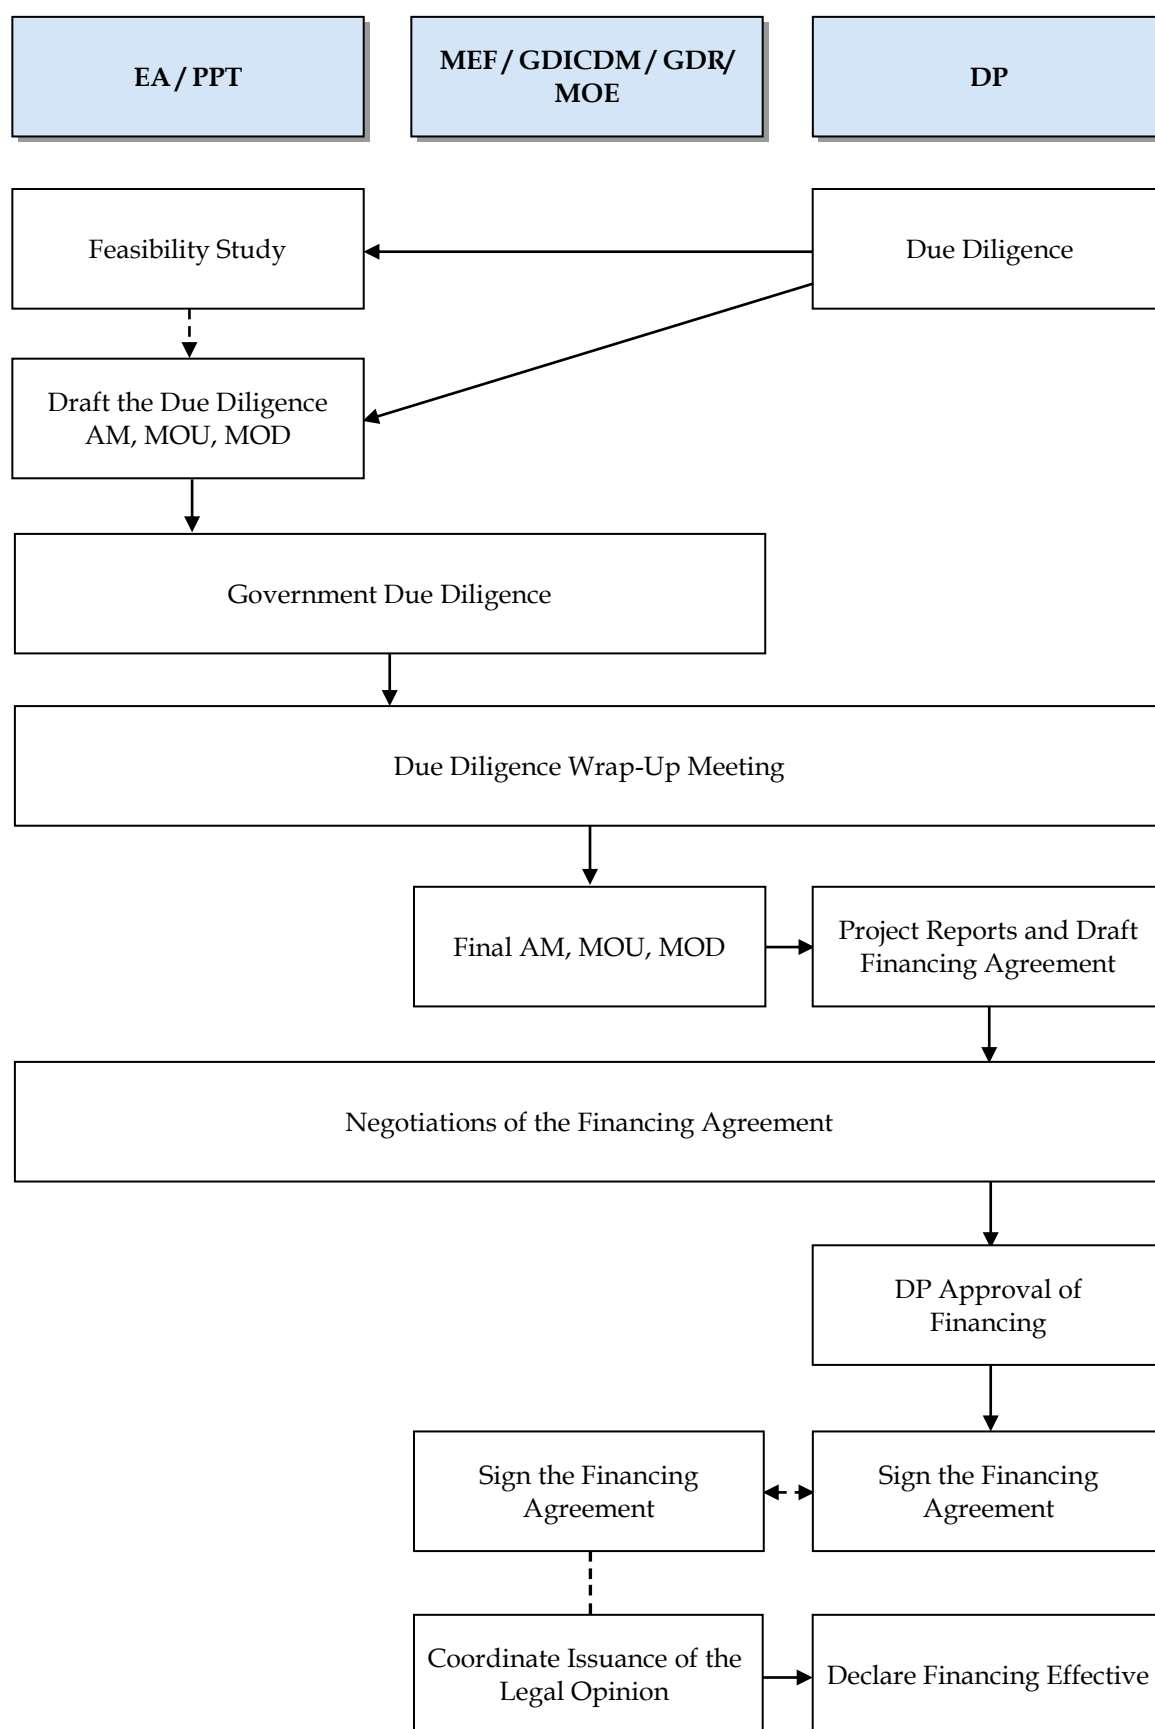 EA / PPT
MEF / GDICDM / GDR/
MOE
DP
Feasibility Study
Due Diligence
Draft the Due Diligence
AM, MOU, MOD
Government Due Diligence
Due Diligence Wrap-Up Meeting
Final AM, MOU, MOD
Project Reports and Draft
Financing Agreement
Negotiations of the Financing Agreement
DP Approval of
Financing
Sign the Financing
Agreement
Sign the Financing
Agreement
Coordinate Issuance of the
Legal Opinion
Declare Financing Effective